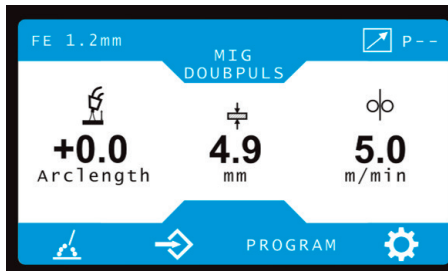 FE 1.2mm
MIG
DOUBPULS
P--
+0.0
Arclength
4.9
mm
5.0
m/min
PROGRAM